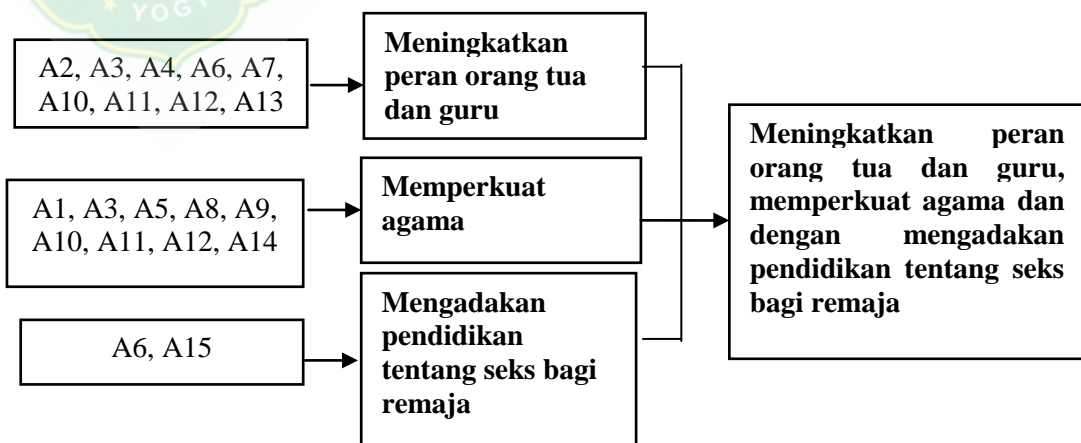 YOGY
A2, A3, A4, A6, A7,
A10, A11, A12, A13
Meningkatkan
peran orang tua
dan guru
A1, A3, A5, A8, A9,
A10, A11, A12, A14
Memperkuat
agama
A6, A15
Mengadakan
pendidikan
tentang seks bagi
remaja
Meningkatkan peran
orang tua dan guru,
memperkuat agama dan
dengan mengadakan
pendidikan tentang seks
bagi remaja